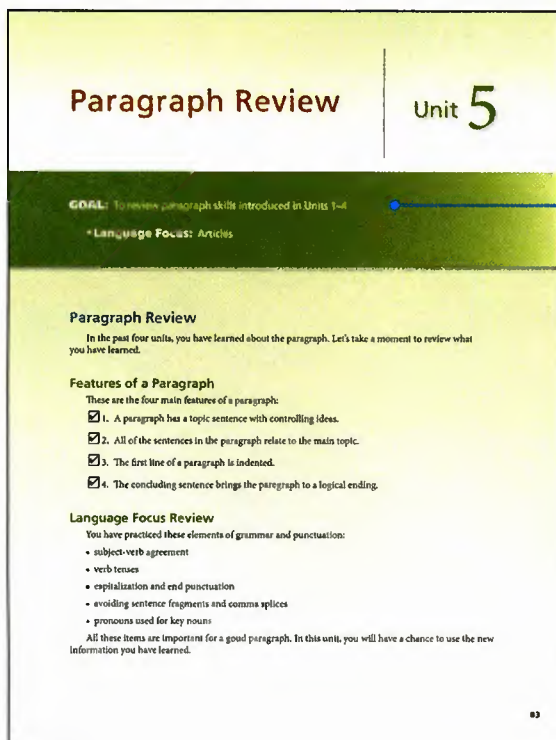 Paragraph Review
Unit 5
GOAL: To review paragraph skills introduced in Units 1–4
• Language Focus: Articles
Paragraph Review
In the past four units, you have learned about the paragraph. Let's take a moment to review what
you have learned.
Features of a Paragraph
These are the four main features of a paragraph:
1. A paragraph has a topic sentence with controlling ideas.
2. All of the sentences in the paragraph relate to the main topic.
3. The first line of a paragraph is indented.
4. The concluding sentence brings the paragraph to a logical ending.
Language Focus Review
You have practiced these elements of grammar and punctuation:
• subject-verb agreement
• verb tenses
• capitalization and end punctuation
• avoiding sentence fragments and comma splices
• pronouns used for key nouns
All these items are important for a good paragraph. In this unit, you will have a chance to use the new
information you have learned.
83